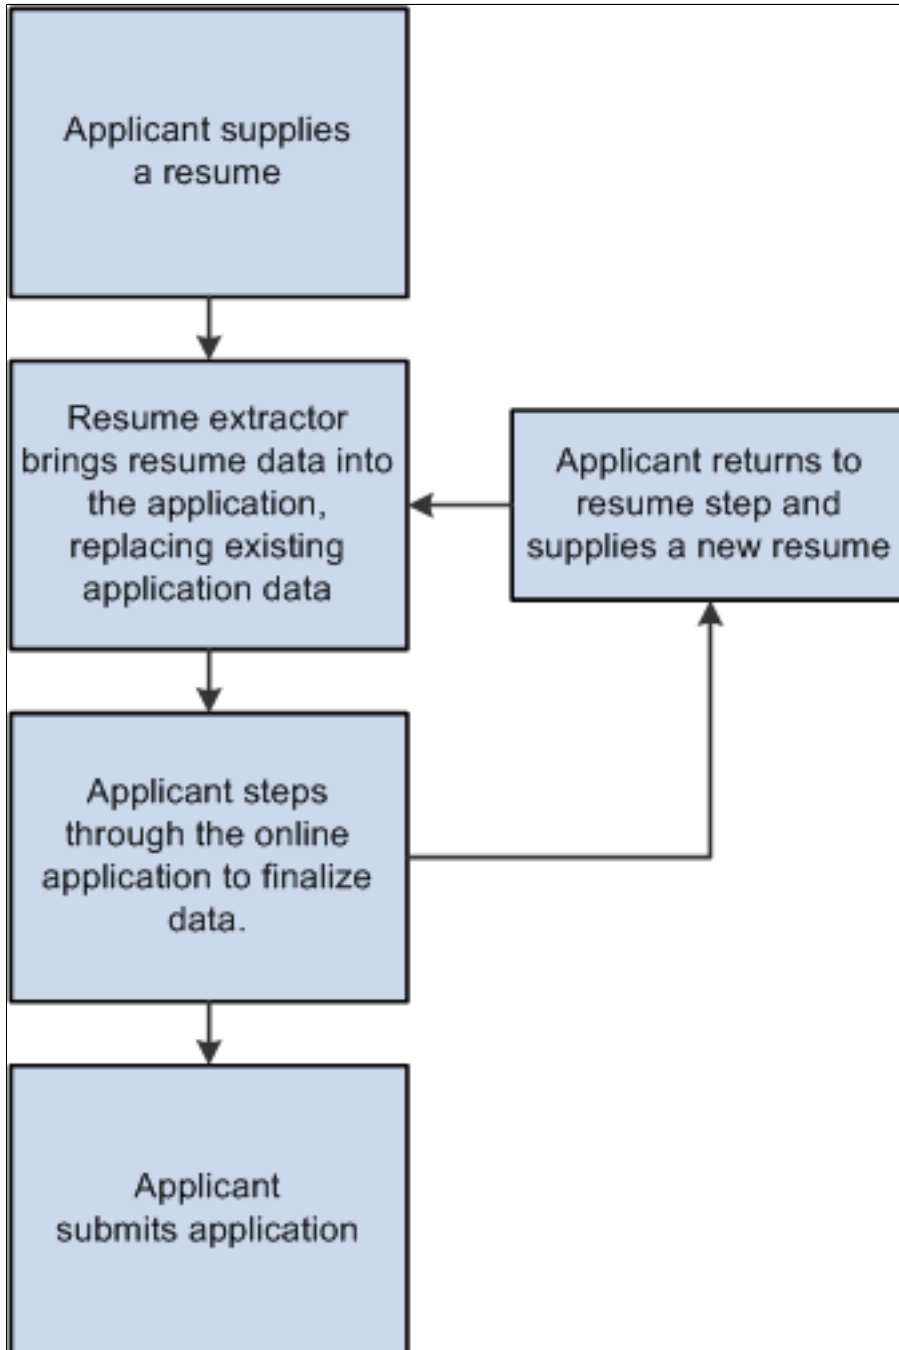 Applicant supplies
a resume
Resume extractor
brings resume data into
the application,
replacing existing
application data
Applicant returns to
resume step and
supplies a new resume
Applicant steps
through the online
application to finalize
data.
Applicant
submits application